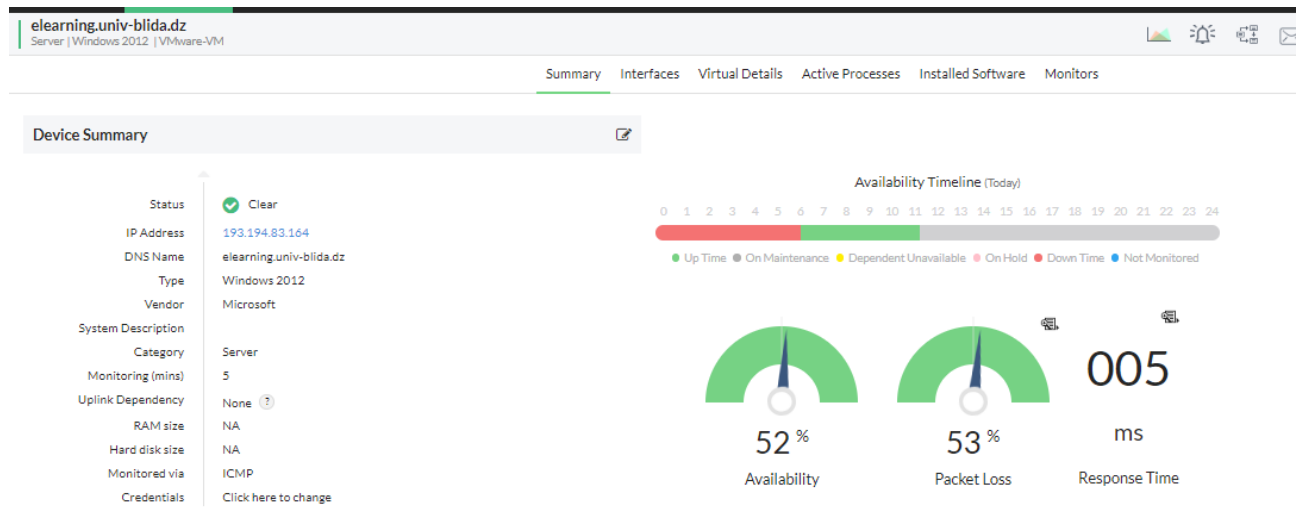 elearning.univ-blida.dz
Server | Windows 2012 | VMware-VM
Summary Interfaces Virtual Details Active Processes Installed Software Monitors
Device Summary
Status Clear
IP Address 193.194.83.164
DNS Name elearning.univ-blida.dz
Type Windows 2012
Vendor Microsoft
System Description
Category Server
Monitoring (mins) 5
Uplink Dependency None ?
RAM size NA
Hard disk size NA
Monitored via ICMP
Credentials Click here to change
Availability Timeline (Today)
0 1 2 3 4 5 6 7 8 9 10 11 12 13 14 15 16 17 18 19 20 21 22 23 24
Up Time On Maintenance Dependent Unavailable On Hold Down Time Not Monitored
52 % 53 % 005 ms
Availability Packet Loss Response Time